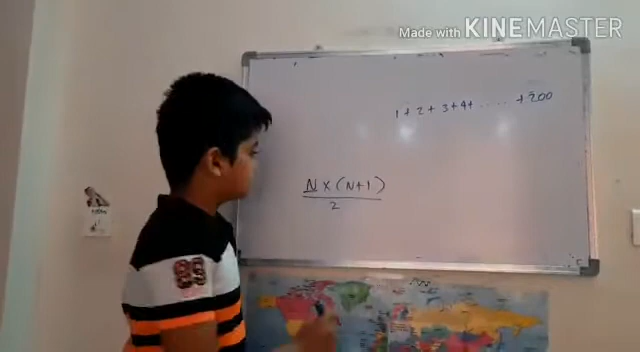 Made with KINEMASTER
1 + 2 + 3 + 4 + ..... + 200
N × (N+1)
2
89